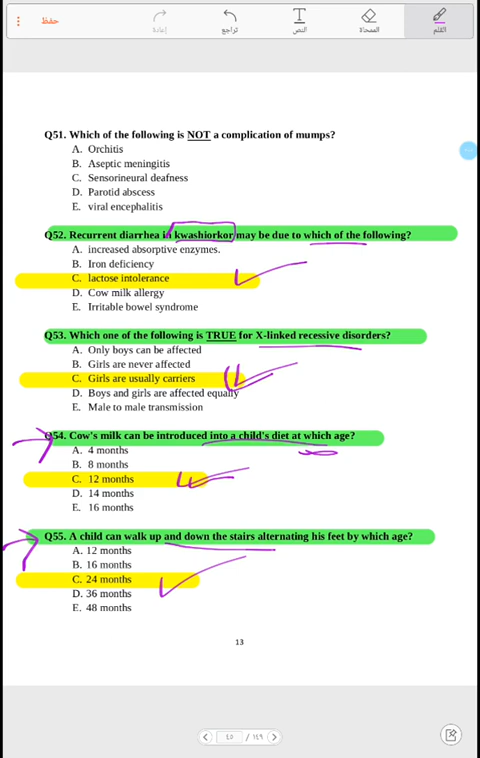 حفظ
إعادة
تراجع
النص
الممحاة
القلم
Q51. Which of the following is NOT a complication of mumps?
A. Orchitis
B. Aseptic meningitis
C. Sensorineural deafness
D. Parotid abscess
E. viral encephalitis
Q52. Recurrent diarrhea in kwashiorkor may be due to which of the following?
A. increased absorptive enzymes.
B. Iron deficiency
C. lactose intolerance
D. Cow milk allergy
E. Irritable bowel syndrome
Q53. Which one of the following is TRUE for X-linked recessive disorders?
A. Only boys can be affected
B. Girls are never affected
C. Girls are usually carriers
D. Boys and girls are affected equally
E. Male to male transmission
Q54. Cow's milk can be introduced into a child's diet at which age?
A. 4 months
B. 8 months
C. 12 months
D. 14 months
E. 16 months
Q55. A child can walk up and down the stairs alternating his feet by which age?
A. 12 months
B. 16 months
C. 24 months
D. 36 months
E. 48 months
13
٤٥ / ١٤٩